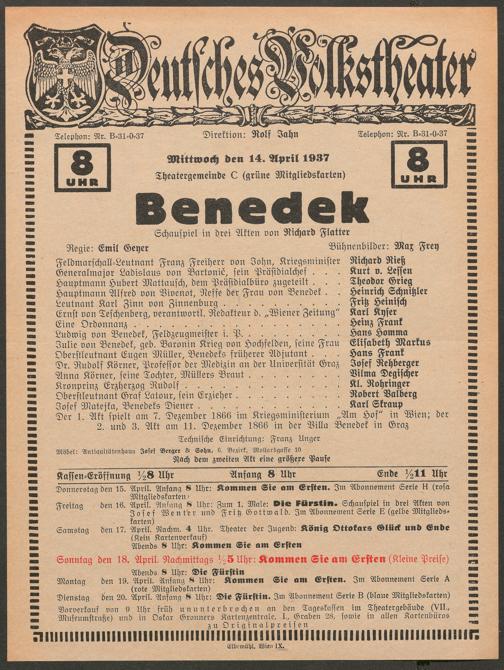 Deutsches Volkstheater
Telephon: Nr. B-31-0-37 Direktion: Rolf Jahn Telephon: Nr. B-31-0-37
8 UHR Mittwoch den 14. April 1937 8 UHR
Theatergemeinde C (grüne Mitgliedskarten)
Benedek
Schauspiel in drei Akten von Richard Flatter
Regie: Emil Geyer Bühnenbilder: Max Frey
Feldmarschall-Leutnant Franz Freiherr von John, Kriegsminister Richard Rieß
Generalmajor Ladislaus von Bartonič, sein Präsidialchef . . . Kurt v. Lessen
Hauptmann Hubert Mattausch, dem Präsidialbüro zugeteilt . . . Theodor Grieg
Hauptmann Alfred von Vivenot, Neffe der Frau von Benedek . . Heinrich Schnitzler
Leutnant Karl Zinn von Zinnenburg . . . Fritz Heinisch
Ernst von Teschenberg, verantwortl. Redakteur d. „Wiener Zeitung" Karl Kyser
Eine Ordonnanz . . . Heinz Frank
Ludwig von Benedek, Feldzeugmeister i. P. . . . Hans Homma
Julie von Benedek, geb. Baronin Krieg von Hochfelden, seine Frau Elisabeth Markus
Oberstleutnant Eugen Müller, Benedeks früherer Adjutant . . . Hans Frank
Dr. Rudolf Körner, Professor der Medizin an der Universität Graz Josef Rehberger
Anna Körner, seine Tochter, Müllers Braut . . . Vilma Degischer
Kronprinz Erzherzog Rudolf . . . Kl. Rohringer
Oberstleutnant Graf Latour, sein Erzieher . . . Robert Valberg
Josef Matejka, Benedeks Diener . . . Karl Skraup
Der 1. Akt spielt am 7. Dezember 1866 im Kriegsministerium „Am Hof" in Wien; der
2. und 3. Akt am 11. Dezember 1866 in der Villa Benedek in Graz
Technische Einrichtung: Franz Unger
Möbel: Antiquitätenhaus Josef Berger & Sohn, 6. Bezirk, Mollardgasse 10
Nach dem zweiten Akt eine größere Pause
Kassen-Eröffnung ½8 Uhr Anfang 8 Uhr Ende ½11 Uhr
Donnerstag den 15. April. Anfang 8 Uhr: Kommen Sie am Ersten. Im Abonnement Serie H (rosa
Mitgliedskarten)
Freitag den 16. April. Anfang 8 Uhr: Zum 1. Male: Die Fürstin. Schauspiel in drei Akten von
Josef Wenter und Fritz Gottwald. Im Abonnement Serie E (gelbe Mitglieds-
karten)
Samstag den 17. April. Nachm. 4 Uhr. Theater der Jugend: König Ottokars Glück und Ende
(Kein Kartenverkauf)
Abends 8 Uhr: Kommen Sie am Ersten
Sonntag den 18. April. Nachmittags ½5 Uhr: Kommen Sie am Ersten (Kleine Preise)
Abends 8 Uhr: Die Fürstin
Montag den 19. April. Anfang 8 Uhr: Kommen Sie am Ersten. Im Abonnement Serie A
(rote Mitgliedskarten)
Dienstag den 20. April. Anfang 8 Uhr: Die Fürstin. Im Abonnement Serie B (blaue Mitgliedskarten)
Vorverkauf von 9 Uhr früh ununterbrochen an den Tageskassen im Theatergebäude (VII.,
Museumstraße) und in Oskar Gronners Kartenzentrale, I., Graben 28, sowie in allen Kartenbüros
zu Originalpreisen
Elbemühl, Wien IX.